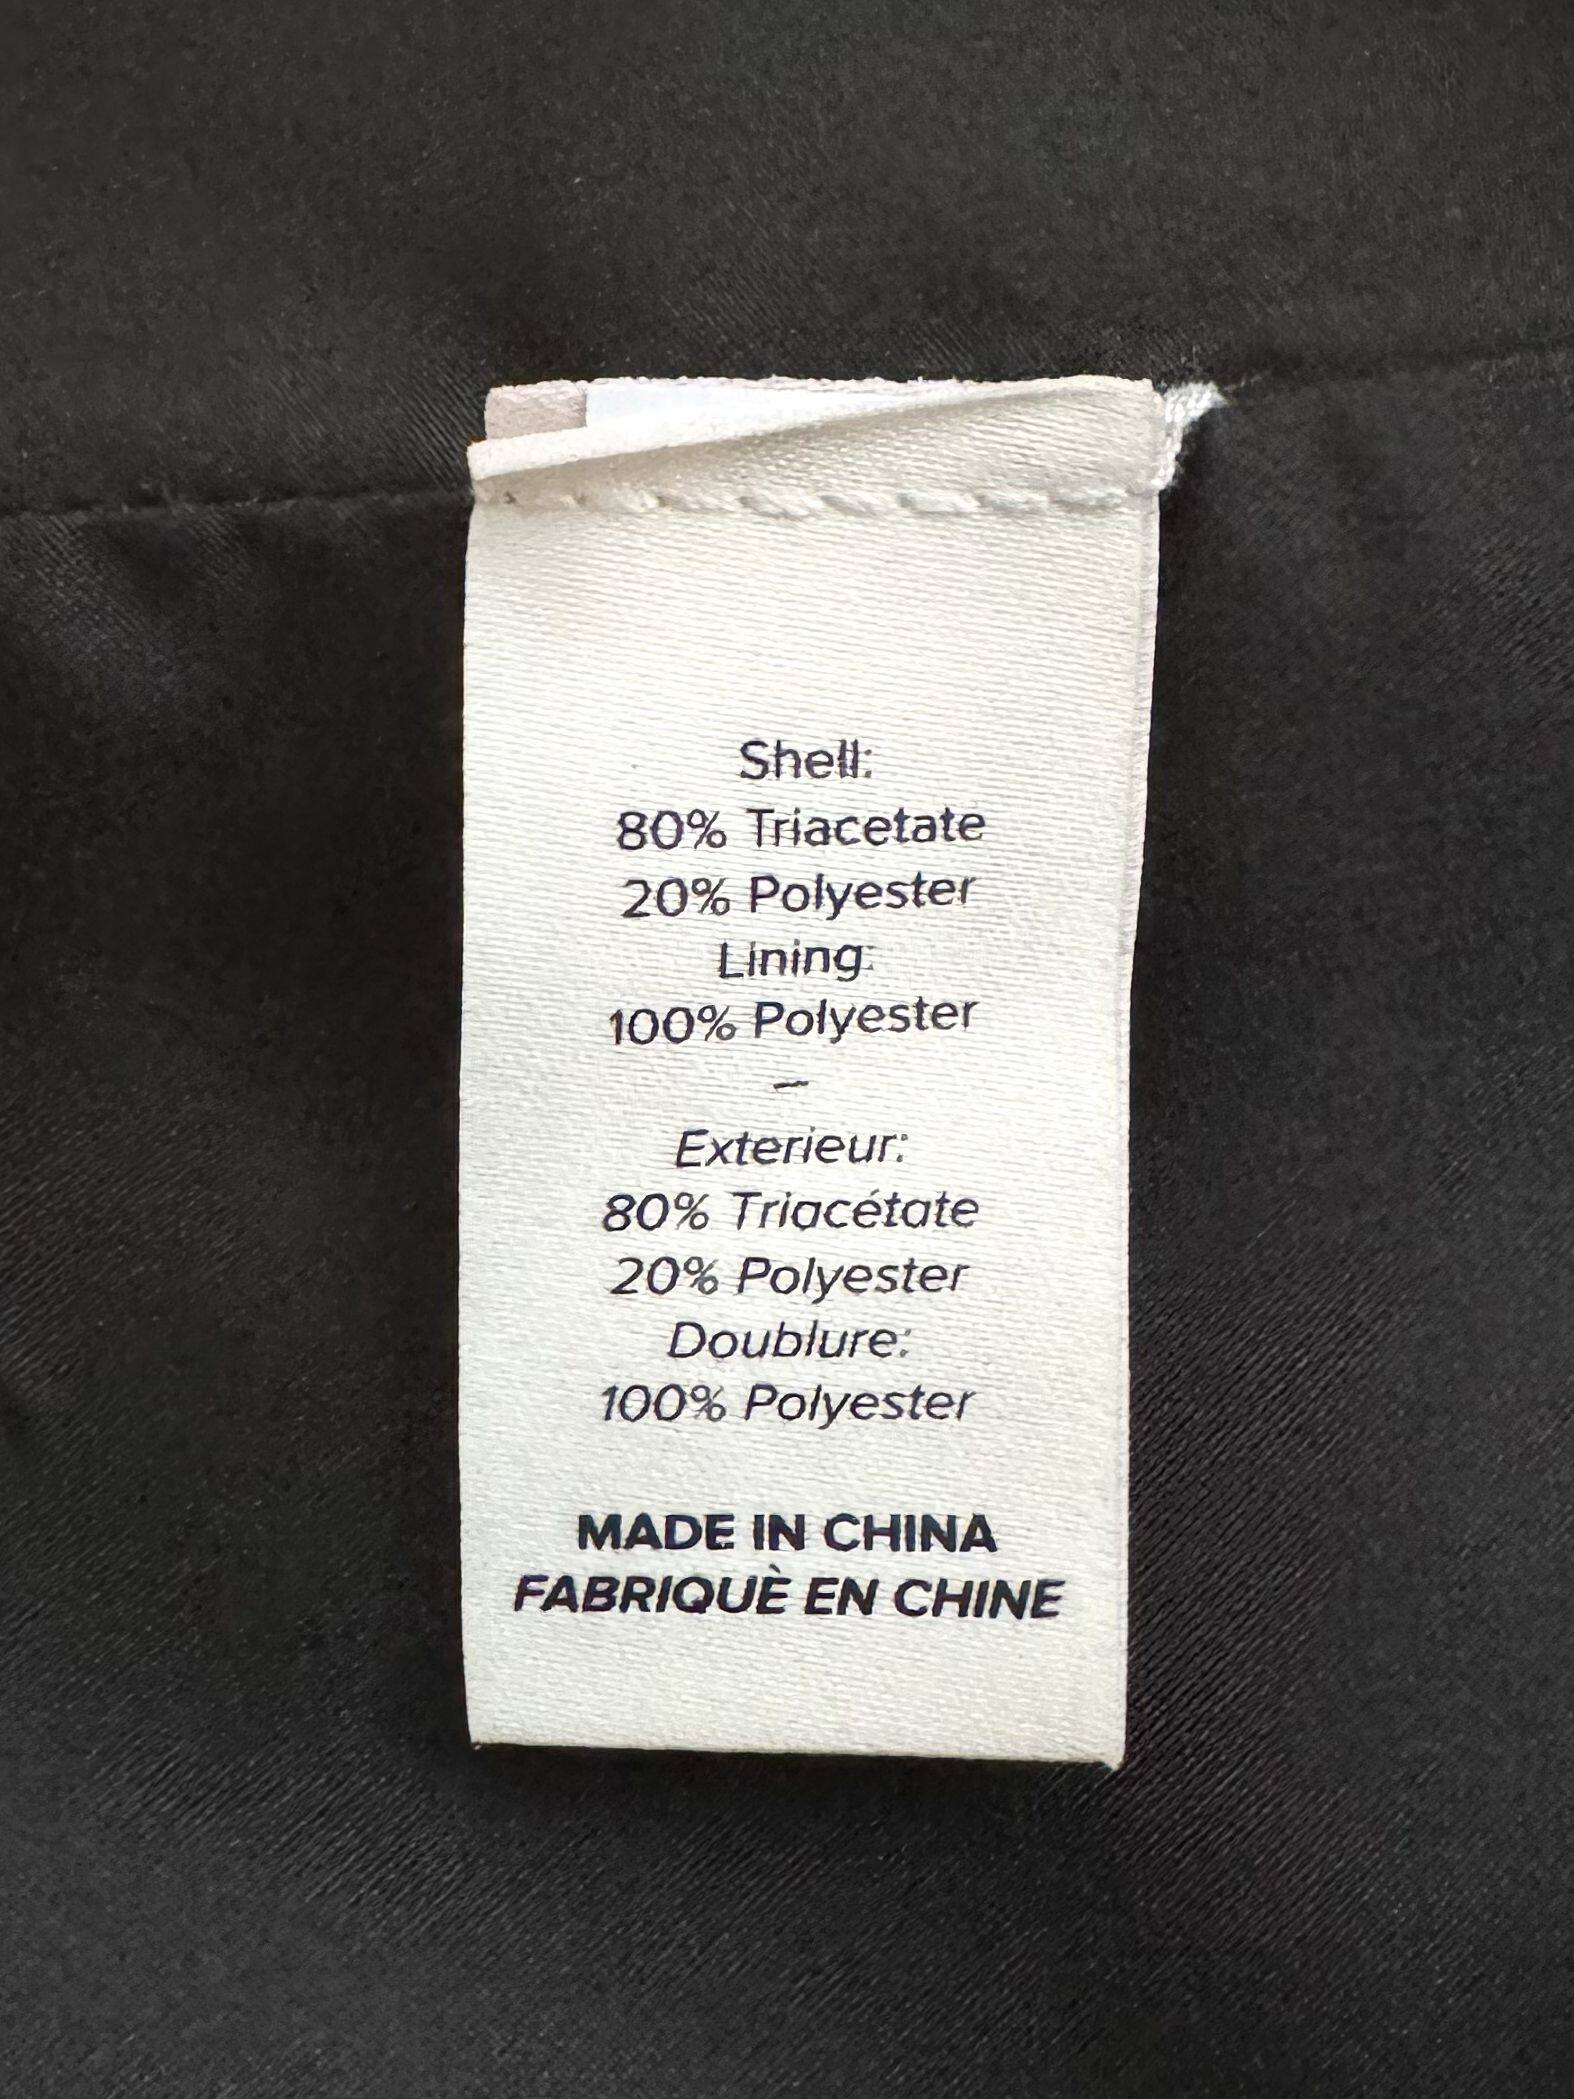 Shell:
80% Triacetate
20% Polyester
Lining:
100% Polyester
–
Exterieur:
80% Triacétate
20% Polyester
Doublure:
100% Polyester
MADE IN CHINA
FABRIQUÈ EN CHINE